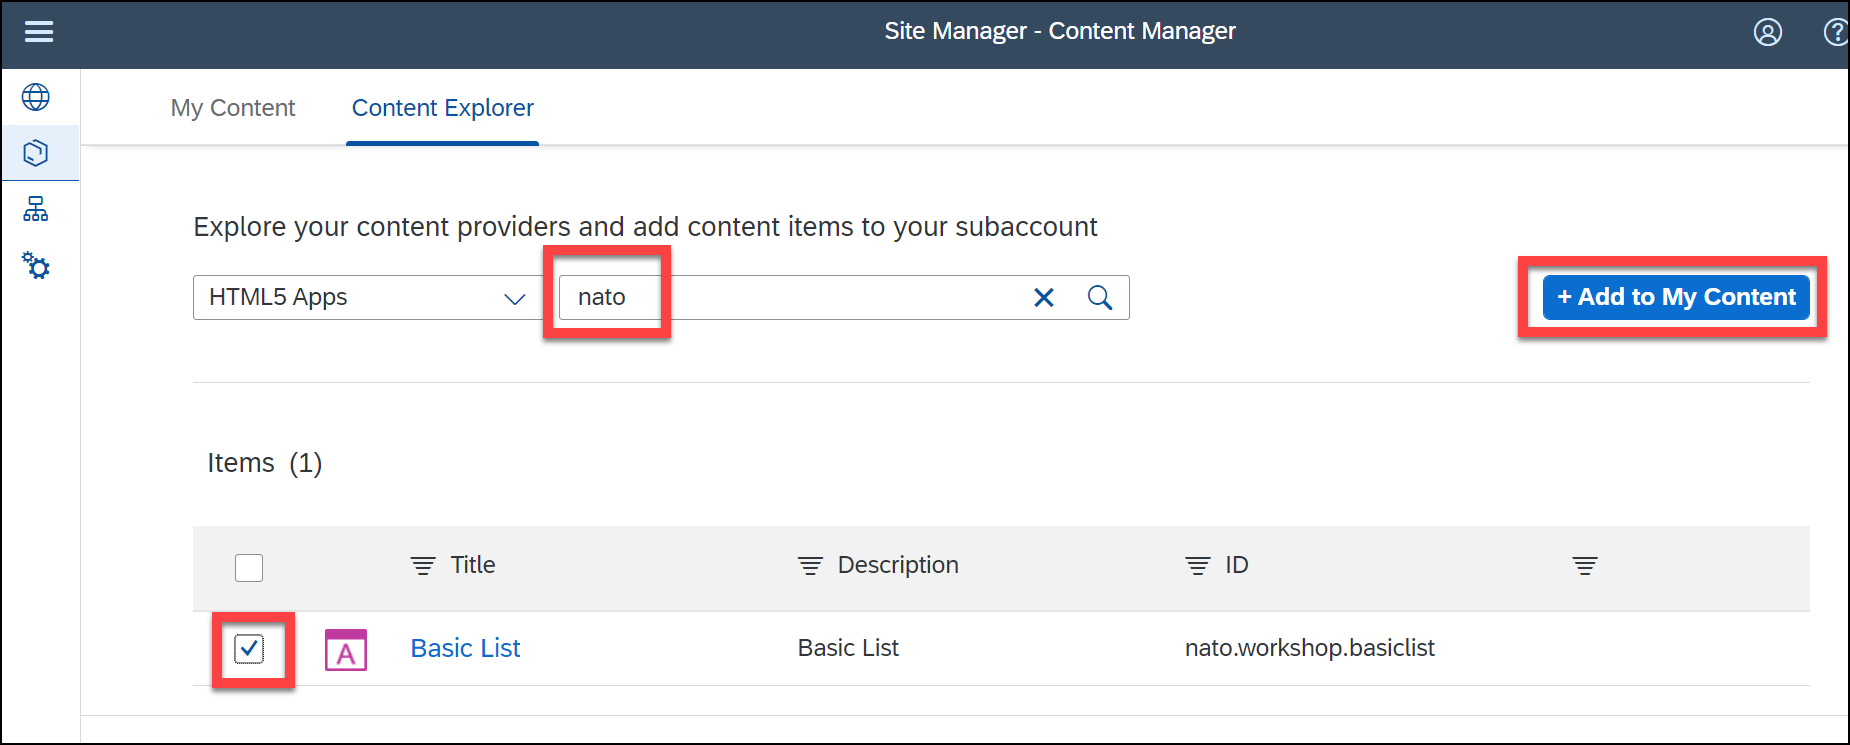 Site Manager - Content Manager
?
My Content
Content Explorer
Explore your content providers and add content items to your subaccount
HTML5 Apps
nato
+ Add to My Content
Items (1)
Title
Description
ID
A
Basic List
Basic List
nato.workshop.basiclist